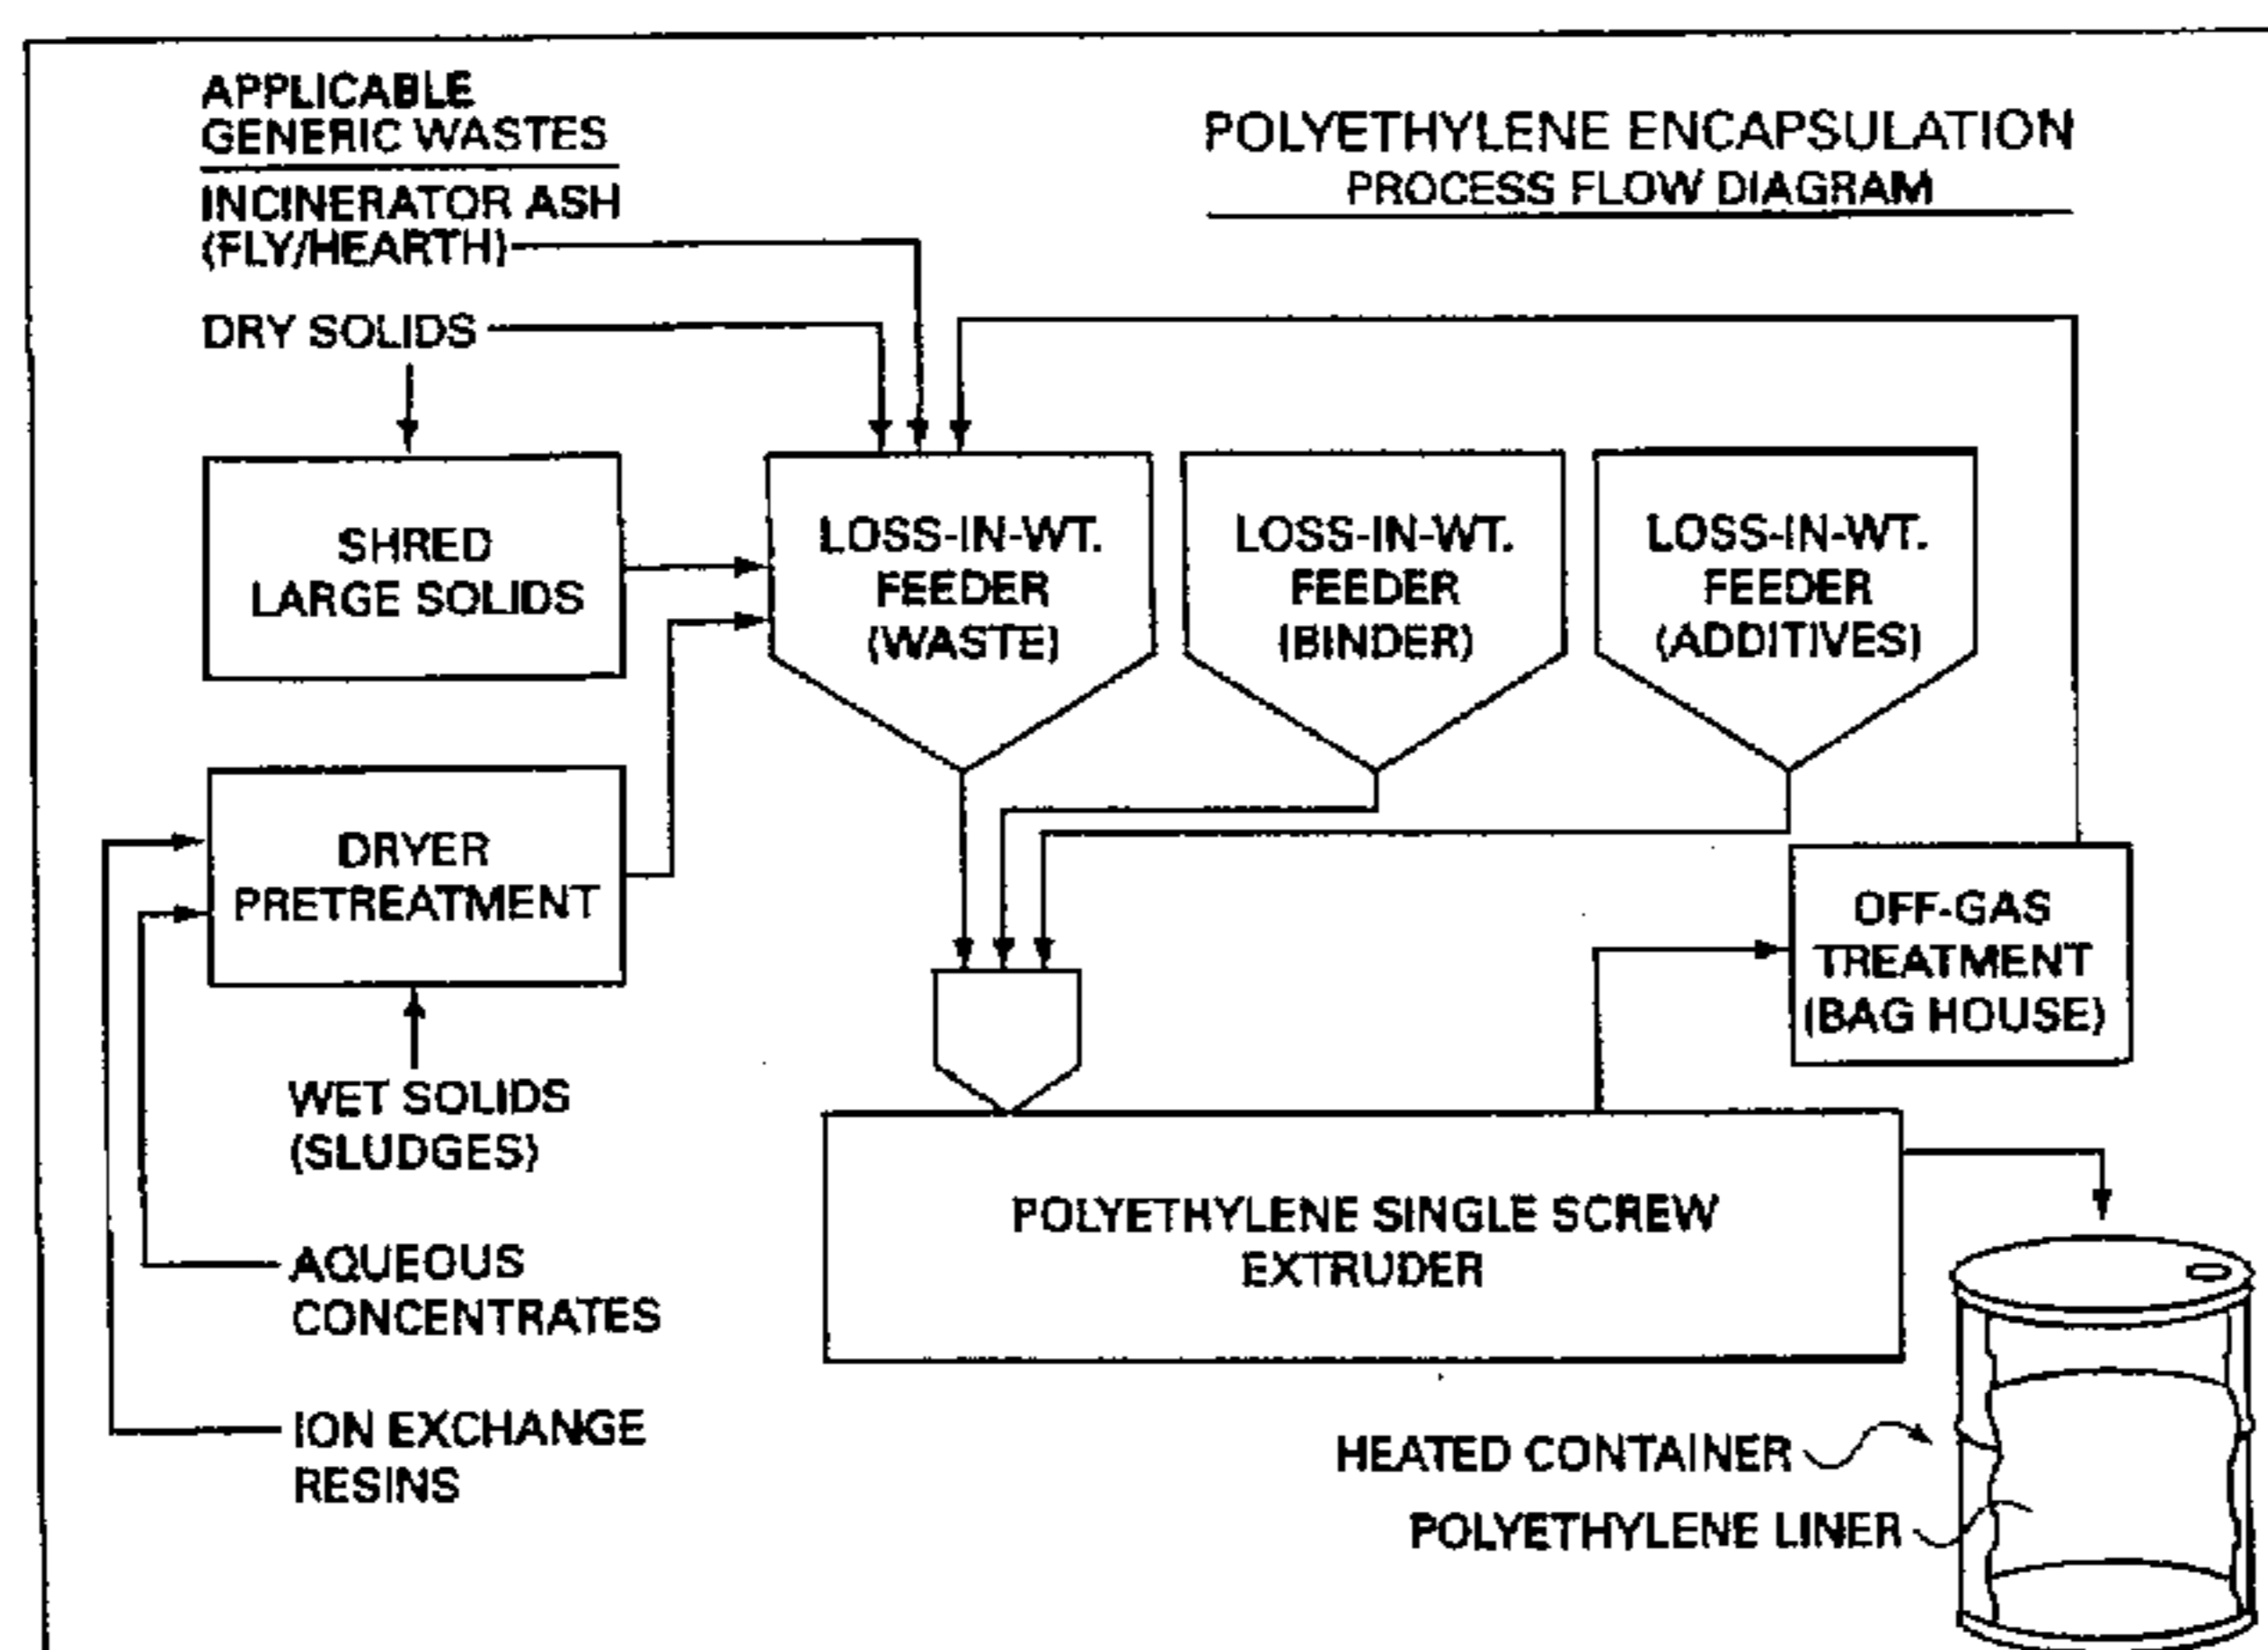 APPLICABLE
GENERIC WASTES
INCINERATOR ASH
(FLY/HEARTH)
DRY SOLIDS
POLYETHYLENE ENCAPSULATION
PROCESS FLOW DIAGRAM
SHRED
LARGE SOLIDS
LOSS-IN-WT.
FEEDER
(WASTE)
LOSS-IN-WT.
FEEDER
(BINDER)
LOSS-IN-WT.
FEEDER
(ADDITIVES)
DRYER
PRETREATMENT
OFF-GAS
TREATMENT
(BAG HOUSE)
WET SOLIDS
(SLUDGES)
AQUEOUS
CONCENTRATES
ION EXCHANGE
RESINS
POLYETHYLENE SINGLE SCREW
EXTRUDER
HEATED CONTAINER
POLYETHYLENE LINER